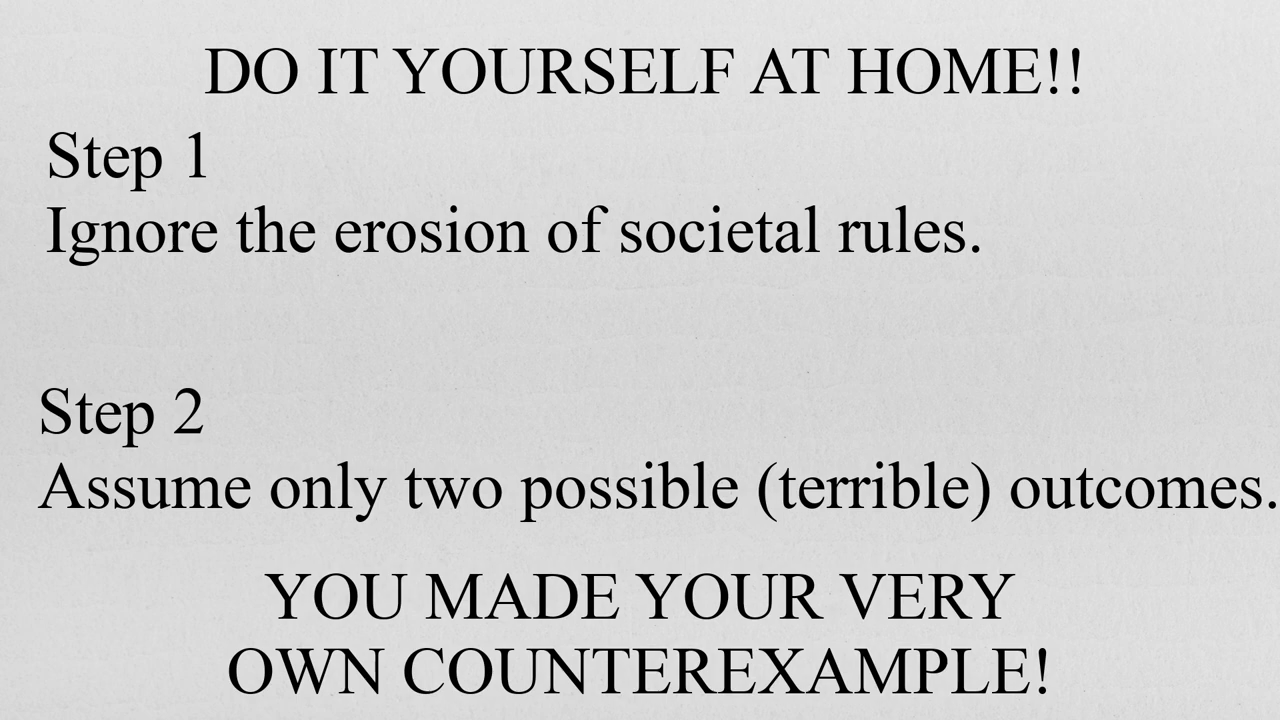 DO IT YOURSELF AT HOME!!
Step 1
Ignore the erosion of societal rules.
Step 2
Assume only two possible (terrible) outcomes.
YOU MADE YOUR VERY
OWN COUNTEREXAMPLE!